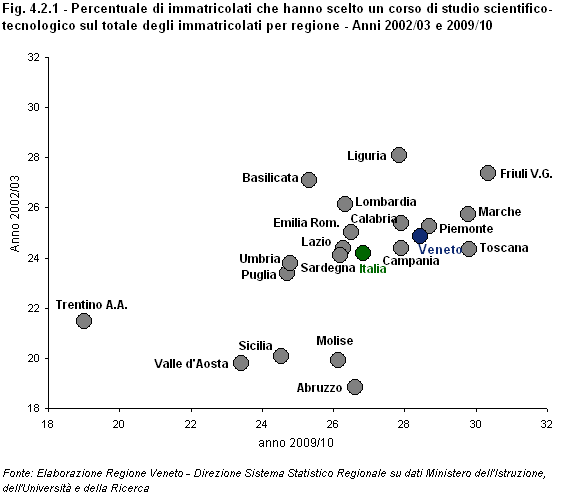 Fig. 4.2.1 - Percentuale di immatricolati che hanno scelto un corso di studio scientifico-
tecnologico sul totale degli immatricolati per regione - Anni 2002/03 e 2009/10
32
30
28
26
24
22
20
18
Anno 2002/03
Liguria
Friuli V.G.
Basilicata
Lombardia
Marche
Calabria
Emilia Rom.
Piemonte
Lazio
Veneto
Toscana
Umbria
Sardegna
Italia
Campania
Puglia
Trentino A.A.
Sicilia
Molise
Valle d'Aosta
Abruzzo
18 20 22 24 26 28 30 32
anno 2009/10
Fonte: Elaborazione Regione Veneto - Direzione Sistema Statistico Regionale su dati Ministero dell'Istruzione,
dell'Università e della Ricerca